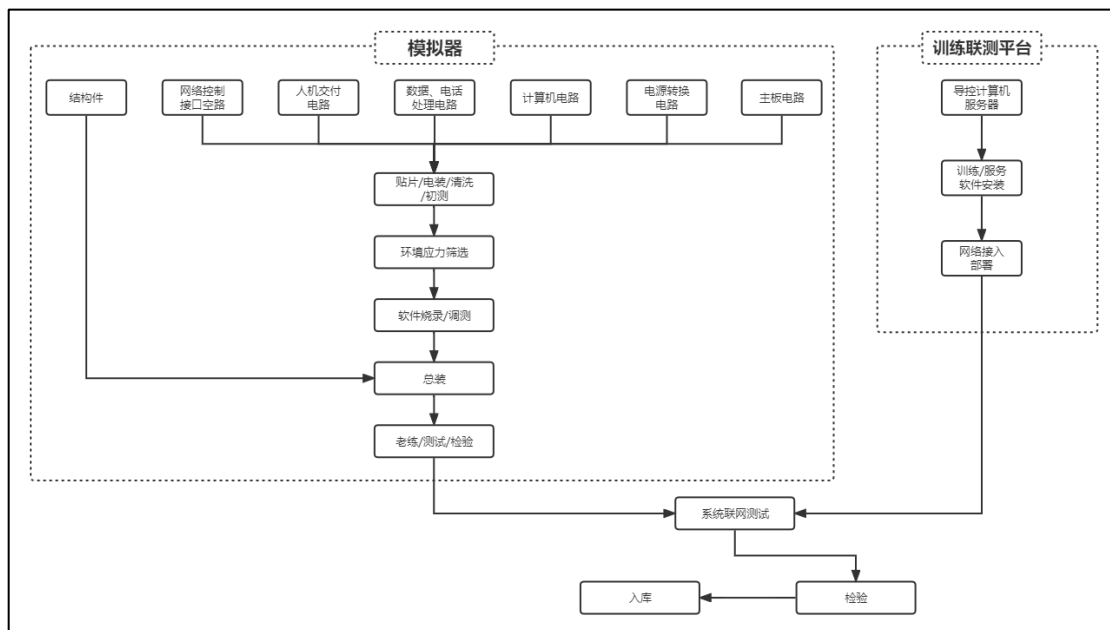 模拟器
训练联测平台
结构件
网络控制
接口空路
人机交付
电路
数据、电话
处理电路
计算机电路
电源转换
电路
主板电路
导控计算机
服务器
贴片/电装/清洗
/初测
训练/服务
软件安装
环境应力筛选
网络接入
部署
软件烧录/调测
总装
老练/测试/检验
系统联网测试
入库
检验